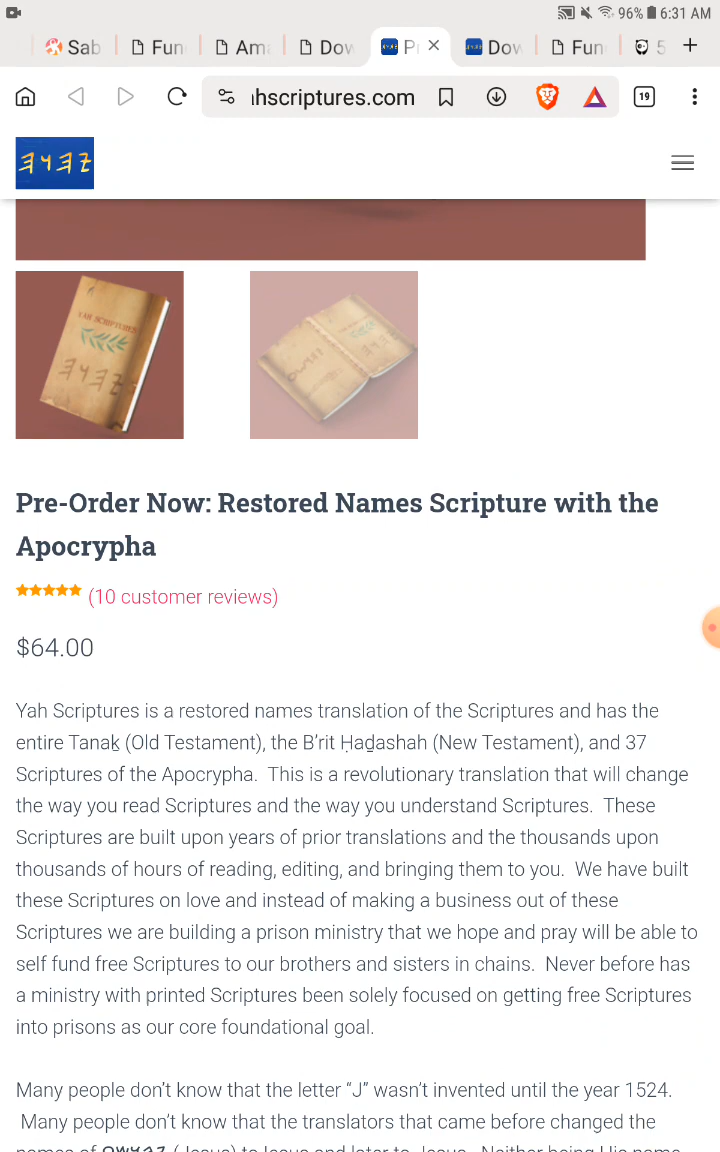 96% 6:31 AM
Sab Fun Ama Dow P Dow Fun 5
hscriptures.com 19
𐤉𐤄𐤅𐤄
YAH SCRIPTURES
𐤉𐤄𐤅𐤄
Pre-Order Now: Restored Names Scripture with the
Apocrypha
(10 customer reviews)
$64.00
Yah Scriptures is a restored names translation of the Scriptures and has the
entire Tanaḵ (Old Testament), the B’rit Ḥaḏashah (New Testament), and 37
Scriptures of the Apocrypha.  This is a revolutionary translation that will change
the way you read Scriptures and the way you understand Scriptures.  These
Scriptures are built upon years of prior translations and the thousands upon
thousands of hours of reading, editing, and bringing them to you.  We have built
these Scriptures on love and instead of making a business out of these
Scriptures we are building a prison ministry that we hope and pray will be able to
self fund free Scriptures to our brothers and sisters in chains.  Never before has
a ministry with printed Scriptures been solely focused on getting free Scriptures
into prisons as our core foundational goal.
Many people don’t know that the letter “J” wasn’t invented until the year 1524.
Many people don’t know that the translators that came before changed the